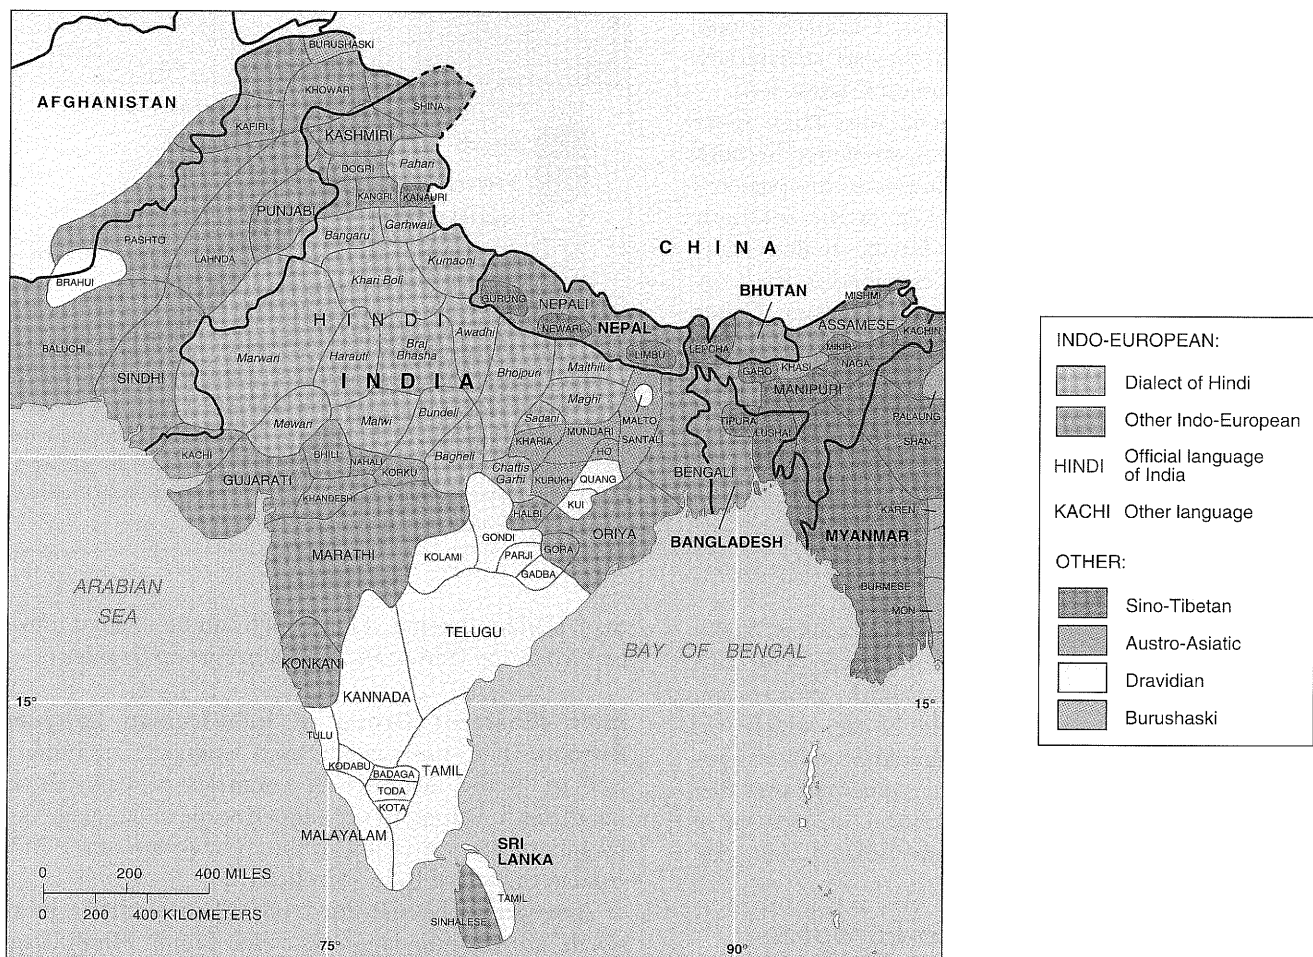 BURUSHASKI
AFGHANISTAN
KHOWAR
SHINA
KAFIRI
KASHMIRI
Pahari
DOGRI
KANGRI
KANAURI
PUNJABI
Garhwali
Bangaru
PASHTO
LAHNDA
Kumaoni
CHINA
BRAHUI
Khari Boli
BHUTAN
MISHMI
GURUNG
NEPALI
HINDI
NEWARI
NEPAL
ASSAMESE
KACHIN
Awadhi
BALUCHI
Marwari
Harauti
Braj
Bhasha
LIMBU
LEPCHA
MIKIR
NAGA
GARO
KHASI
SINDHI
INDIA
Bhojpuri
Maithili
MANIPURI
Maghi
Mewari
Malwi
Bundeli
Sadani
MALTO
TIPURA
LUSHAI
PALAUNG
MUNDARI
SANTALI
KHARIA
SHAN
KACHI
BHILI
NAHALI
KORKU
Bagheli
HO
GUJARATI
Chattis
Garhi
KURUKH
QUANG
BENGALI
KHANDESHI
KUI
HALBI
KAREN
MARATHI
GONDI
ORIYA
BANGLADESH
MYANMAR
KOLAMI
PARJI
GORA
GADBA
ARABIAN
SEA
BURMESE
MON
TELUGU
BAY OF BENGAL
KONKANI
KANNADA
15°
15°
TULU
KODABU
BADAGA
TAMIL
TODA
KOTA
MALAYALAM
SRI
LANKA
0 200 400 MILES
0 200 400 KILOMETERS
TAMIL
SINHALESE
75°
90°
INDO-EUROPEAN:
Dialect of Hindi
Other Indo-European
HINDI Official language
of India
KACHI Other language
OTHER:
Sino-Tibetan
Austro-Asiatic
Dravidian
Burushaski